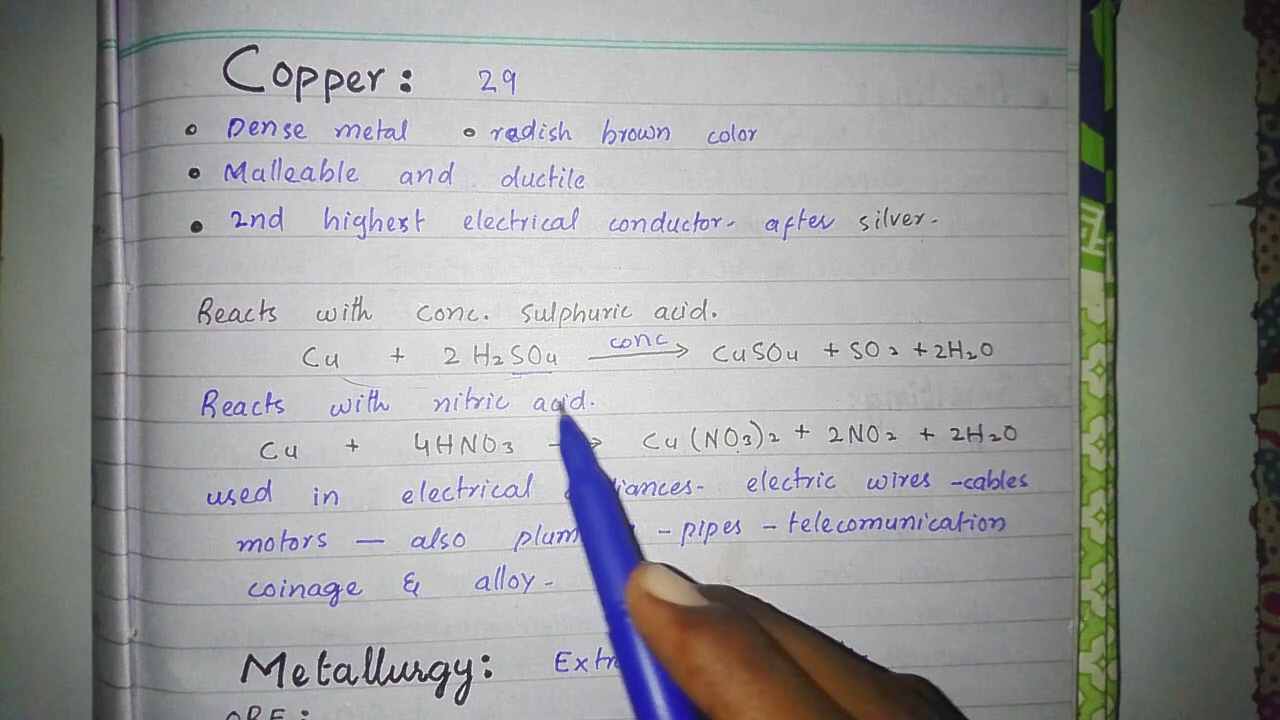 Copper: 29
• Dense metal • radish brown color
• Malleable and ductile
• 2nd highest electrical conductor- after silver-
Reacts with conc. sulphuric acid.
Cu + 2 H₂SO₄ conc → CuSO₄ + SO₂ + 2H₂O
Reacts with nitric acid.
Cu + 4HNO₃ → Cu(NO₃)₂ + 2NO₂ + 2H₂O
used in electrical electric wires -cables
motors — also - pipes - telecomunication
coinage & alloy-
Metallurgy:
ORE: